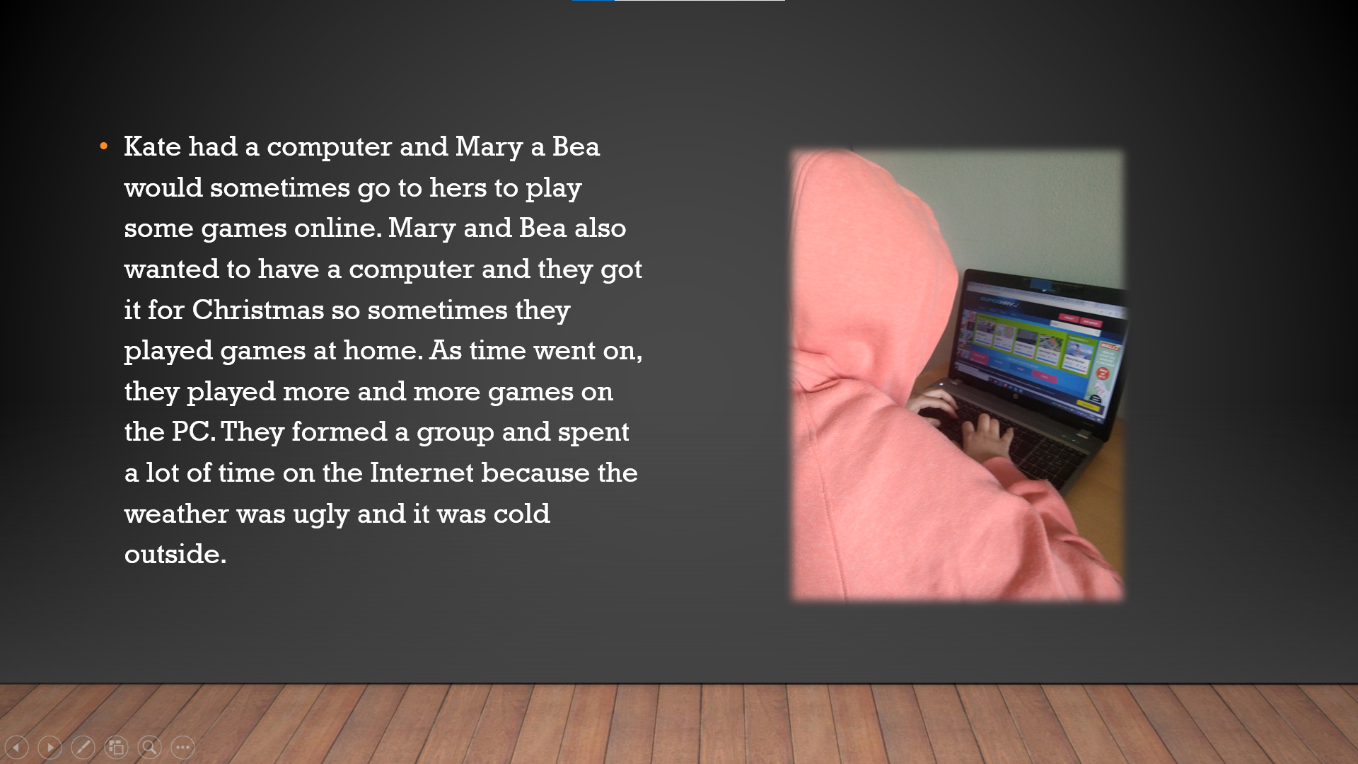 Kate had a computer and Mary a Bea
would sometimes go to hers to play
some games online. Mary and Bea also
wanted to have a computer and they got
it for Christmas so sometimes they
played games at home. As time went on,
they played more and more games on
the PC. They formed a group and spent
a lot of time on the Internet because the
weather was ugly and it was cold
outside.